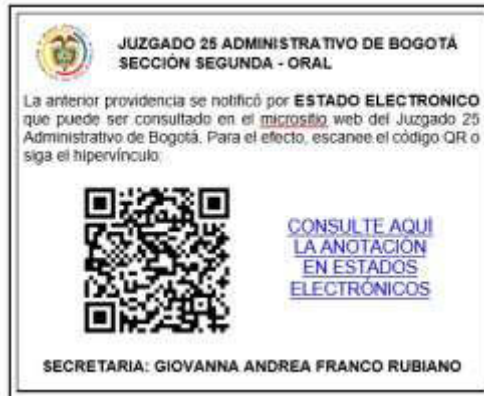 JUZGADO 25 ADMINISTRATIVO DE BOGOTÁ
SECCIÓN SEGUNDA - ORAL
La anterior providencia se notificó por ESTADO ELECTRONICO
que puede ser consultado en el micrositio web del Juzgado 25
Administrativo de Bogotá. Para el efecto, escanee el código QR o
siga el hipervínculo:
CONSULTE AQUÍ
LA ANOTACIÓN
EN ESTADOS
ELECTRÓNICOS
SECRETARIA: GIOVANNA ANDREA FRANCO RUBIANO